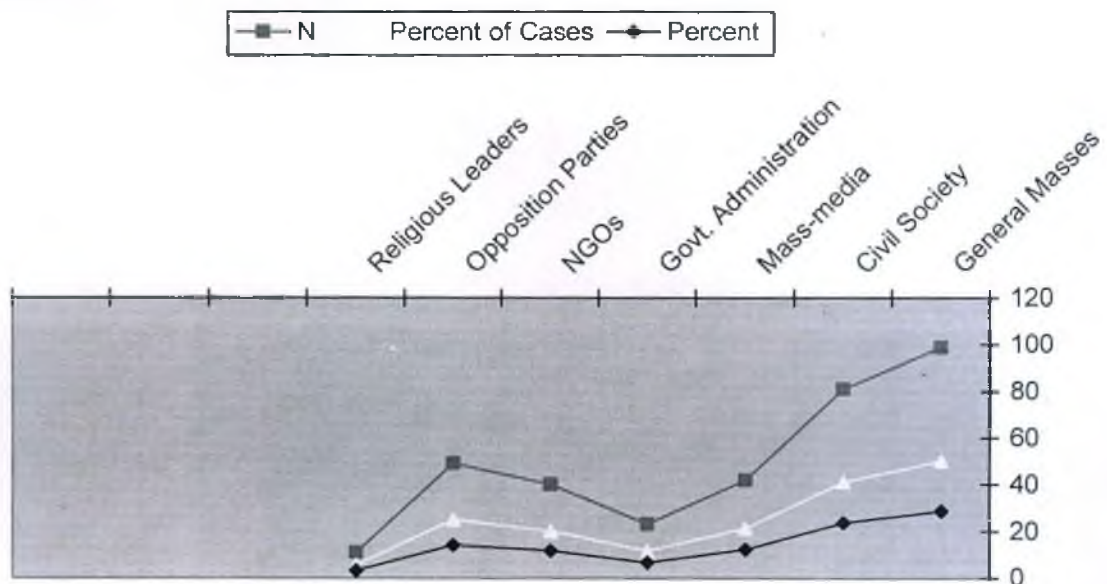 N Percent of Cases Percent
Religious Leaders
Opposition Parties
NGOs
Govt. Administration
Mass-media
Civil Society
General Masses
120
100
80
60
40
20
0